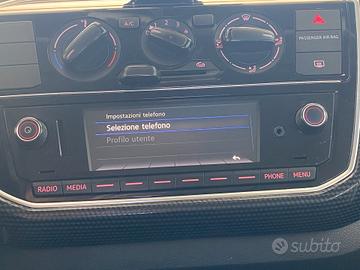 A/C
PASSENGER AIR BAG
Impostazioni telefono
Selezione telefono
Profilo utente
RADIO MEDIA PHONE MENU
subito